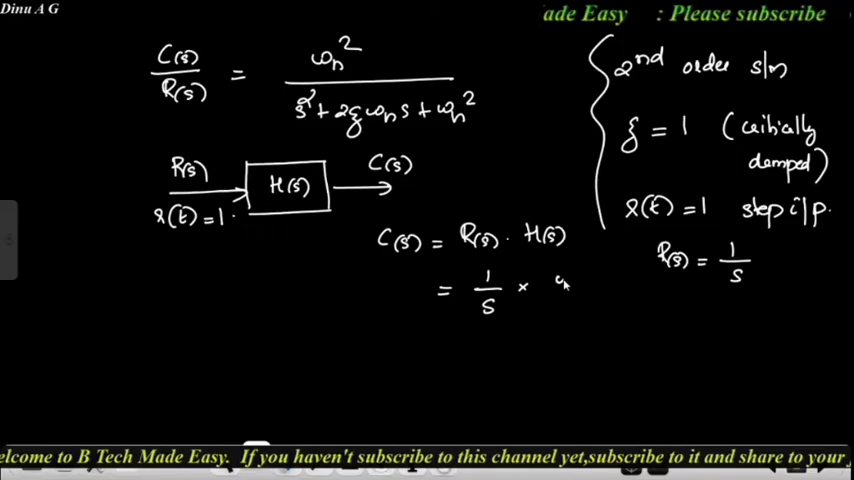 Dinu A G
ade Easy : Please subscribe
C(s)/R(s) = ωn² / s² + 2ξωns + ωn²
2nd order s/m
ξ = 1 (critically damped)
R(s) H(s) C(s)
r(t) = 1
r(t) = 1 step i/p.
C(s) = R(s) · H(s)
R(s) = 1/s
= 1/s ×
elcome to B Tech Made Easy. If you haven't subscribe to this channel yet,subscribe to it and share to your